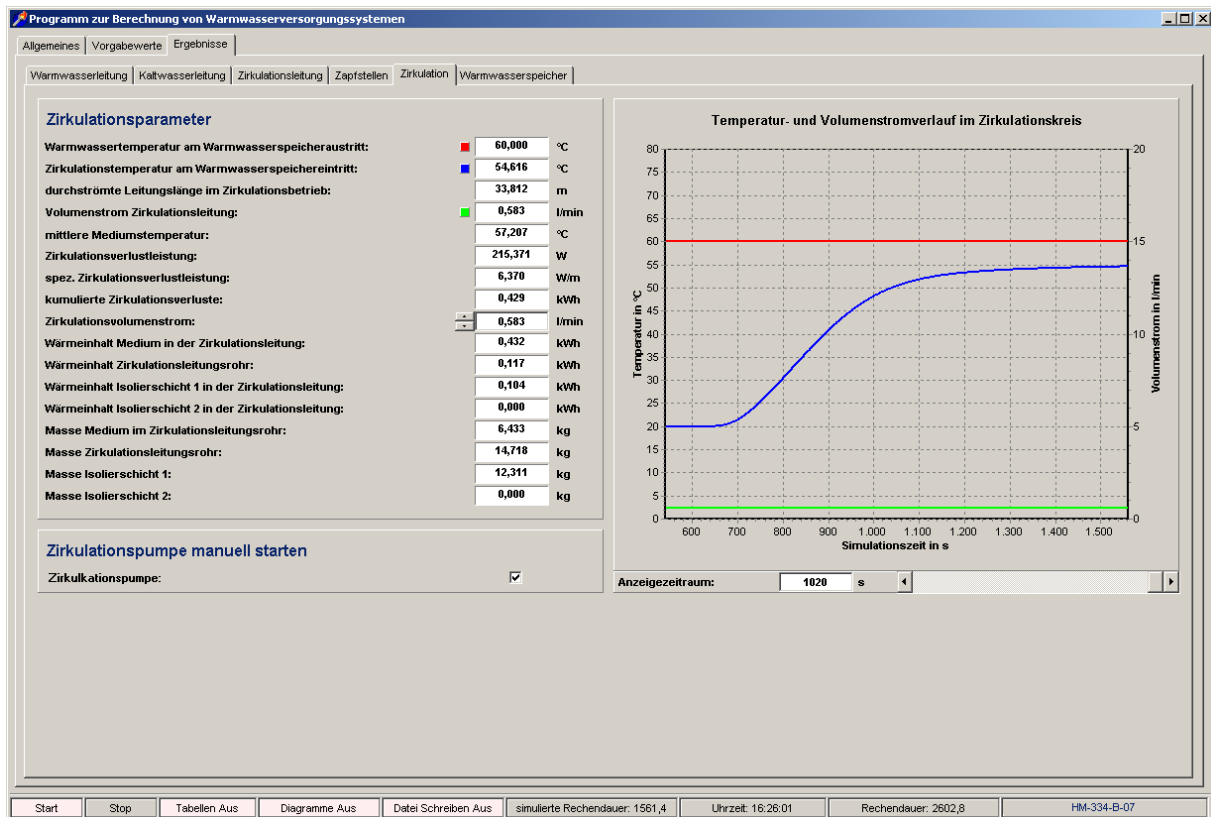 Programm zur Berechnung von Warmwasserversorgungssystemen
Allgemeines Vorgabewerte Ergebnisse
Warmwasserleitung Kaltwasserleitung Zirkulationsleitung Zapfstellen Zirkulation Warmwasserspeicher
Zirkulationsparameter
Warmwassertemperatur am Warmwasserspeicheraustritt: 60,000 °C
Zirkulationstemperatur am Warmwasserspeichereintritt: 54,616 °C
durchströmte Leitungslänge im Zirkulationsbetrieb: 33,812 m
Volumenstrom Zirkulationsleitung: 0,583 l/min
mittlere Mediumstemperatur: 57,207 °C
Zirkulationsverlustleistung: 215,371 W
spez. Zirkulationsverlustleistung: 6,370 W/m
kumulierte Zirkulationsverluste: 0,429 kWh
Zirkulationsvolumenstrom: 0,583 l/min
Wärmeinhalt Medium in der Zirkulationsleitung: 0,432 kWh
Wärmeinhalt Zirkulationsleitungsrohr: 0,117 kWh
Wärmeinhalt Isolierschicht 1 in der Zirkulationsleitung: 0,104 kWh
Wärmeinhalt Isolierschicht 2 in der Zirkulationsleitung: 0,000 kWh
Masse Medium im Zirkulationsleitungsrohr: 6,433 kg
Masse Zirkulationsleitungsrohr: 14,718 kg
Masse Isolierschicht 1: 12,311 kg
Masse Isolierschicht 2: 0,000 kg
Zirkulationspumpe manuell starten
Zirkulkationspumpe:
Temperatur- und Volumenstromverlauf im Zirkulationskreis
80
75
70
65
60
55
50
45
40
35
30
25
20
15
10
5
0
Temperatur in °C
20
15
10
5
0
Volumenstrom in l/min
600 700 800 900 1.000 1.100 1.200 1.300 1.400 1.500
Simulationszeit in s
Anzeigezeitraum: 1020 s
Start Stop Tabellen Aus Diagramme Aus Datei Schreiben Aus simulierte Rechendauer: 1561,4 Uhrzeit: 16:26:01 Rechendauer: 2602,8 HM-334-B-07